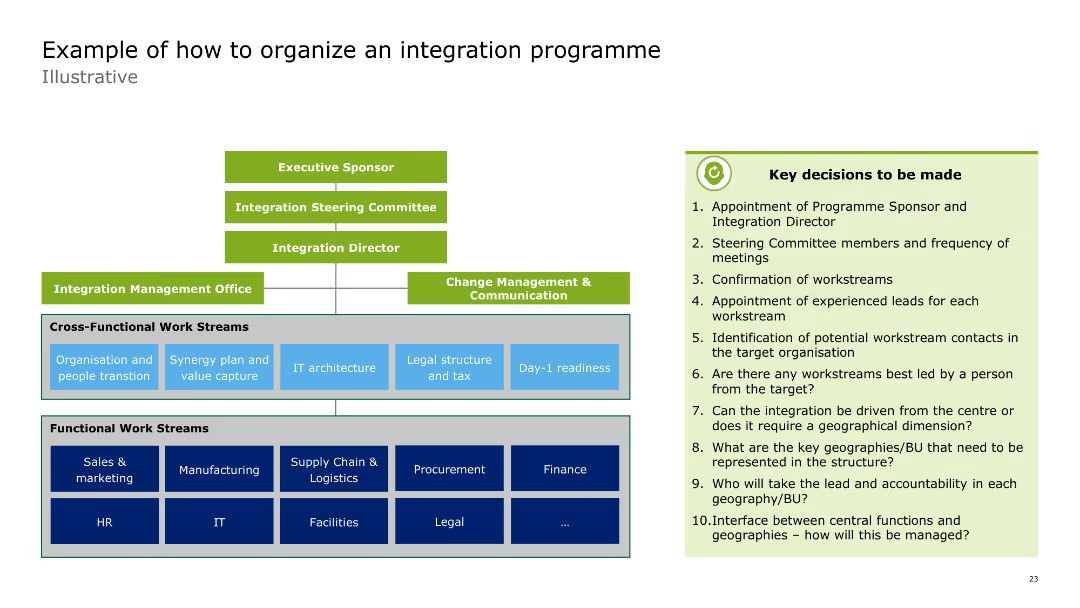 Example of how to organize an integration programme
Illustrative
Executive Sponsor
Integration Steering Committee
Integration Director
Integration Management Office
Change Management &
Communication
Cross-Functional Work Streams
Organisation and
people transtion
Synergy plan and
value capture
IT architecture
Legal structure
and tax
Day-1 readiness
Functional Work Streams
Sales &
marketing
Manufacturing
Supply Chain &
Logistics
Procurement
Finance
HR
IT
Facilities
Legal
…
Key decisions to be made
1. Appointment of Programme Sponsor and
Integration Director
2. Steering Committee members and frequency of
meetings
3. Confirmation of workstreams
4. Appointment of experienced leads for each
workstream
5. Identification of potential workstream contacts in
the target organisation
6. Are there any workstreams best led by a person
from the target?
7. Can the integration be driven from the centre or
does it require a geographical dimension?
8. What are the key geographies/BU that need to be
represented in the structure?
9. Who will take the lead and accountability in each
geography/BU?
10.Interface between central functions and
geographies – how will this be managed?
23